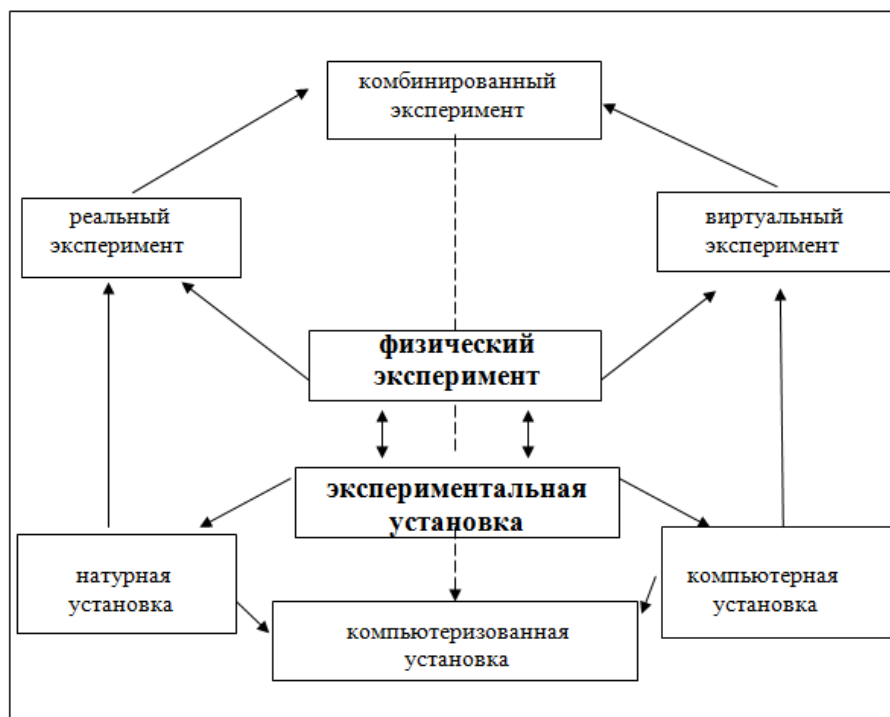 комбинированный
эксперимент
реальный
эксперимент
виртуальный
эксперимент
физический
эксперимент
экспериментальная
установка
натурная
установка
компьютерная
установка
компьютеризованная
установка